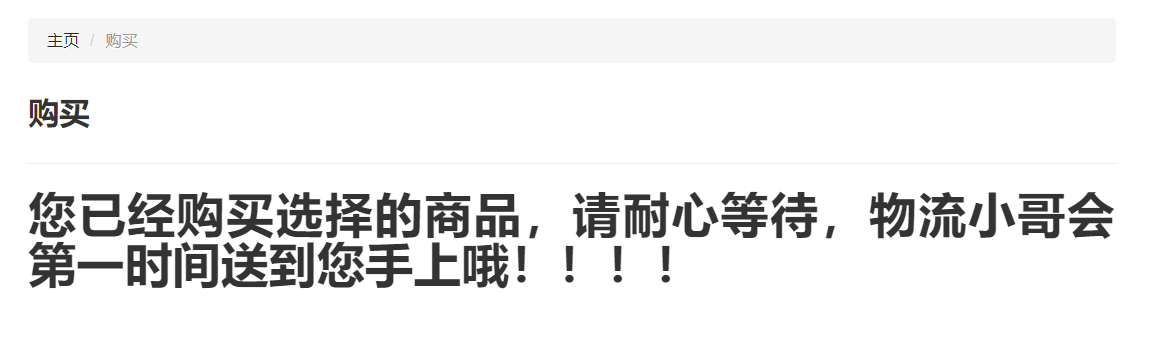 主页 / 购买
购买
您已经购买选择的商品，请耐心等待，物流小哥会
第一时间送到您手上哦！！！！